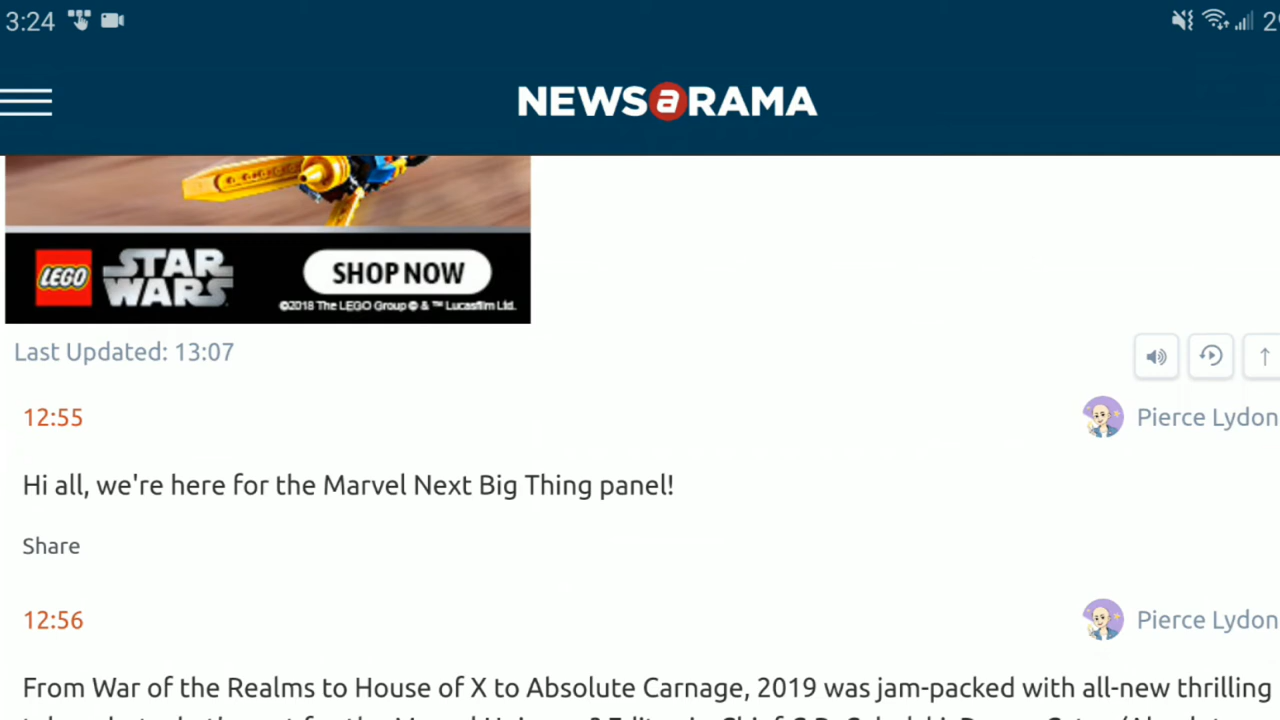 3:24
NEWSaRAMA
LEGO STAR WARS SHOP NOW
©2018 The LEGO Group © & ™ Lucasfilm Ltd.
Last Updated: 13:07
12:55 Pierce Lydon
Hi all, we're here for the Marvel Next Big Thing panel!
Share
12:56 Pierce Lydon
From War of the Realms to House of X to Absolute Carnage, 2019 was jam-packed with all-new thrilling